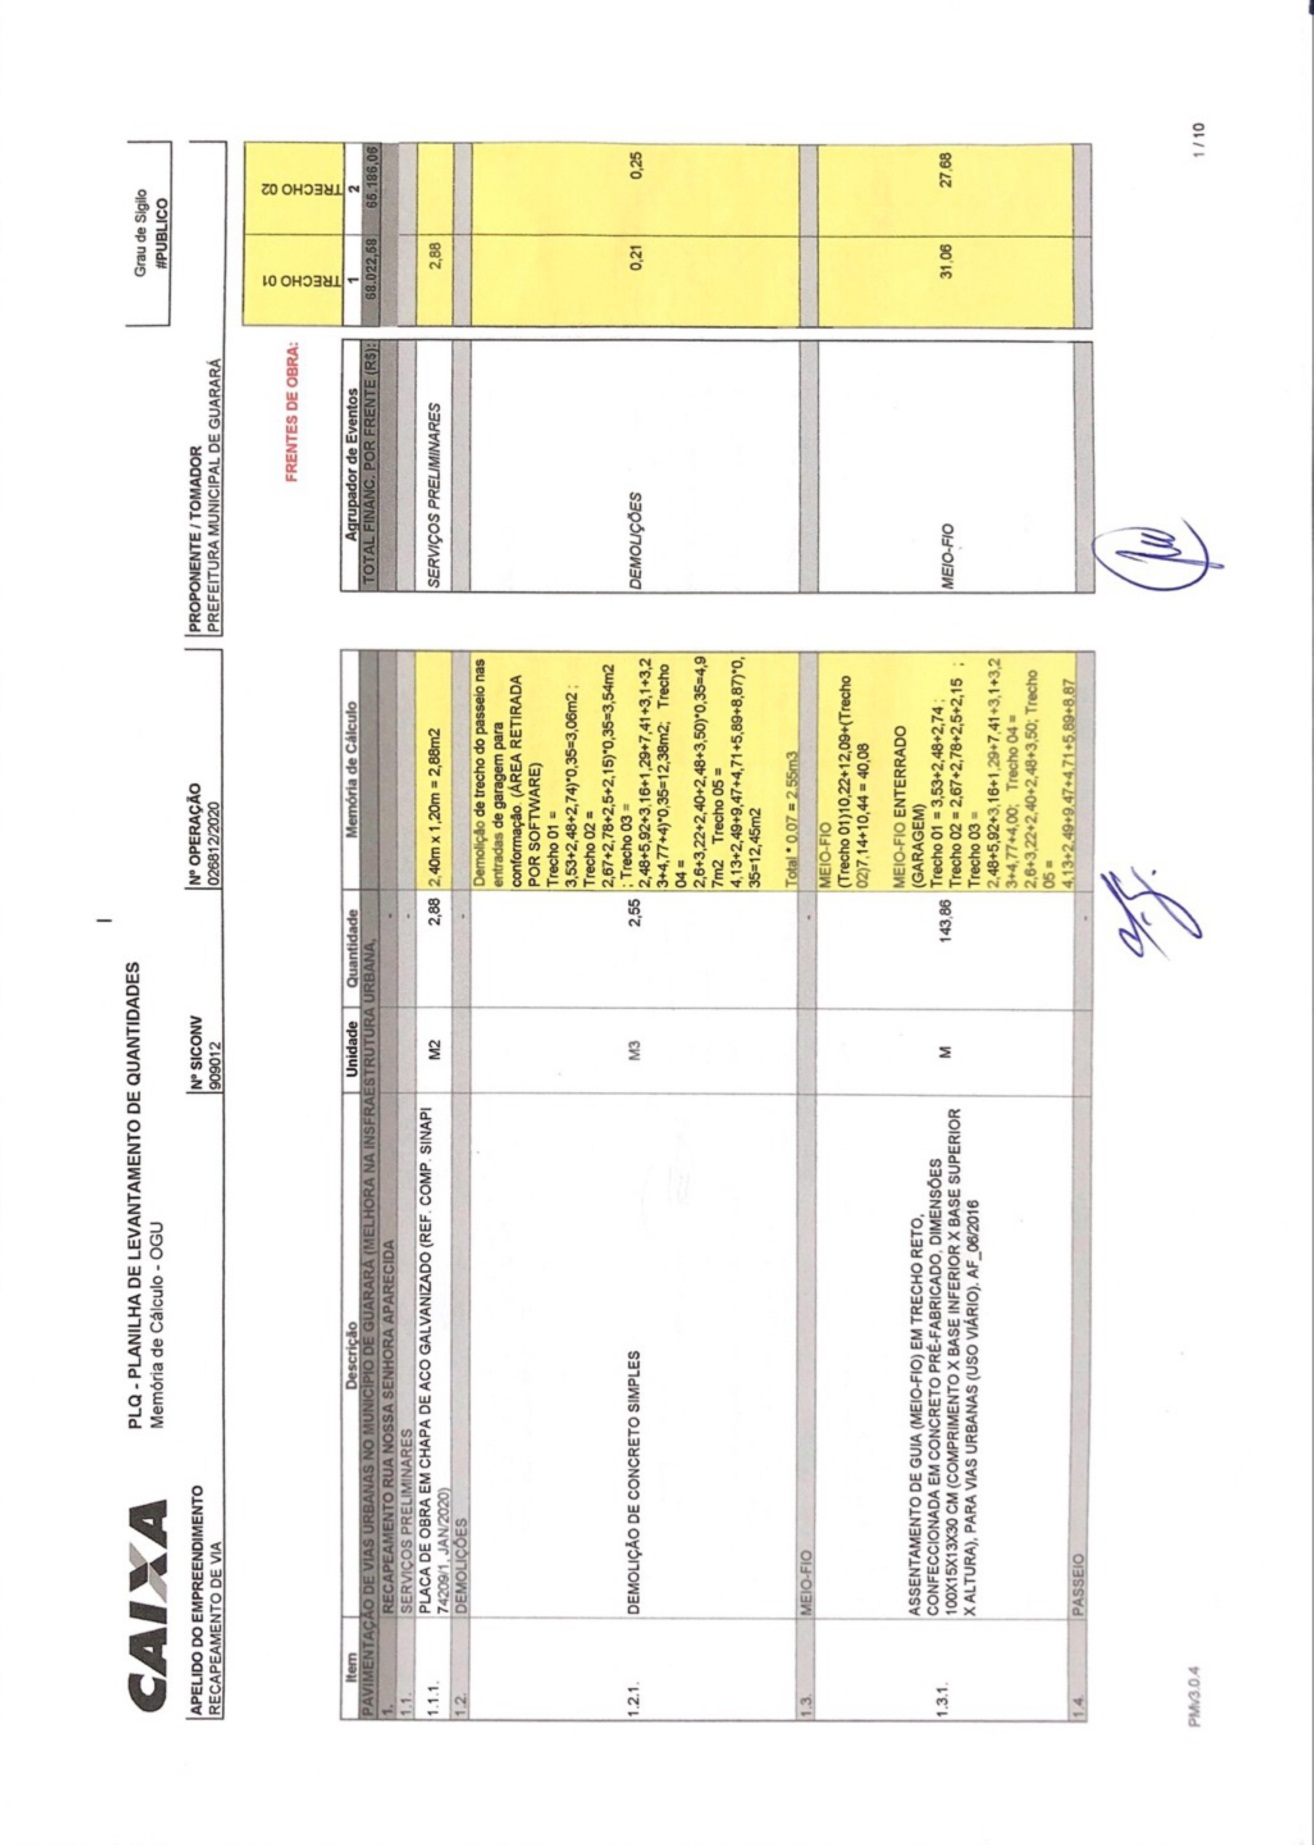 CAIXA
PLQ - PLANILHA DE LEVANTAMENTO DE QUANTIDADES
Memória de Cálculo - OGU
Grau de Sigilo
#PUBLICO
APELIDO DO EMPREENDIMENTO
RECAPEAMENTO DE VIA
Nº SICONV
909012
Nº OPERAÇÃO
026812/2020
PROPONENTE / TOMADOR
PREFEITURA MUNICIPAL DE GUARARÁ
FRENTES DE OBRA:
TRECHO 01
TRECHO 02
Item Descrição Unidade Quantidade Memória de Cálculo Agrupador de Eventos 1 2
PAVIMENTAÇÃO DE VIAS URBANAS NO MUNICIPIO DE GUARARÁ (MELHORA NA INSFRAESTRUTURA URBANA,
TOTAL FINANC. POR FRENTE (R$): 68.022,58 65.186,06
1. RECAPEAMENTO RUA NOSSA SENHORA APARECIDA -
1.1. SERVIÇOS PRELIMINARES -
1.1.1. PLACA DE OBRA EM CHAPA DE ACO GALVANIZADO (REF. COMP. SINAPI
74209/1_JAN/2020)
M2 2,88 2,40m x 1,20m = 2,88m2 SERVIÇOS PRELIMINARES 2,88
1.2. DEMOLIÇÕES -
1.2.1. DEMOLIÇÃO DE CONCRETO SIMPLES M3 2,55
Demolição de trecho do passeio nas
entradas de garagem para
conformação. (ÁREA RETIRADA
POR SOFTWARE)
Trecho 01 =
3,53+2,48+2,74)*0,35=3,06m2 ;
Trecho 02 =
2,67+2,78+2,5+2,15)*0,35=3,54m2
; Trecho 03 =
2,48+5,92+3,16+1,29+7,41+3,1+3,2
3+4,77+4)*0,35=12,38m2; Trecho
04 =
2,6+3,22+2,40+2,48+3,50)*0,35=4,9
7m2 Trecho 05 =
4,13+2,49+9,47+4,71+5,89+8,87)*0,
35=12,45m2
Total * 0,07 = 2,55m3
DEMOLIÇÕES 0,21 0,25
1.3. MEIO-FIO -
1.3.1. ASSENTAMENTO DE GUIA (MEIO-FIO) EM TRECHO RETO,
CONFECCIONADA EM CONCRETO PRÉ-FABRICADO, DIMENSÕES
100X15X13X30 CM (COMPRIMENTO X BASE INFERIOR X BASE SUPERIOR
X ALTURA), PARA VIAS URBANAS (USO VIÁRIO). AF_06/2016
M 143,86
MEIO-FIO
(Trecho 01)10,22+12,09+(Trecho
02)7,14+10,44 = 40,08
MEIO-FIO ENTERRADO
(GARAGEM)
Trecho 01 = 3,53+2,48+2,74 ;
Trecho 02 = 2,67+2,78+2,5+2,15 ;
Trecho 03 =
2,48+5,92+3,16+1,29+7,41+3,1+3,2
3+4,77+4,00; Trecho 04 =
2,6+3,22+2,40+2,48+3,50; Trecho
05 =
4,13+2,49+9,47+4,71+5,89+8,87
MEIO-FIO 31,06 27,68
1.4. PASSEIO -
PMv3.0.4
1 / 10